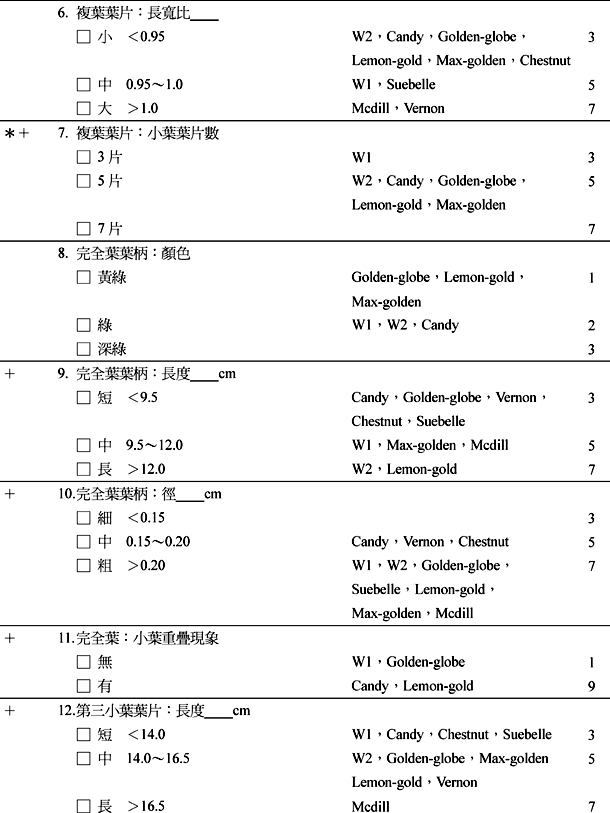 6. 複葉葉片：長寬比____
□ 小 <0.95 W2，Candy，Golden-globe， 3
Lemon-gold，Max-golden，Chestnut
□ 中 0.95～1.0 W1，Suebelle 5
□ 大 >1.0 Mcdill，Vernon 7
＊＋ 7. 複葉葉片：小葉葉片數
□ 3 片 W1 3
□ 5 片 W2，Candy，Golden-globe， 5
Lemon-gold，Max-golden
□ 7 片 7
8. 完全葉葉柄：顏色
□ 黃綠 Golden-globe，Lemon-gold， 1
Max-golden
□ 綠 W1，W2，Candy 2
□ 深綠 3
＋ 9. 完全葉葉柄：長度____cm
□ 短 <9.5 Candy，Golden-globe，Vernon， 3
Chestnut，Suebelle
□ 中 9.5～12.0 W1，Max-golden，Mcdill 5
□ 長 >12.0 W2，Lemon-gold 7
＋ 10.完全葉葉柄：徑____cm
□ 細 <0.15 3
□ 中 0.15～0.20 Candy，Vernon，Chestnut 5
□ 粗 >0.20 W1，W2，Golden-globe， 7
Suebelle，Lemon-gold，
Max-golden，Mcdill
＋ 11.完全葉：小葉重疊現象
□ 無 W1，Golden-globe 1
□ 有 Candy，Lemon-gold 9
＋ 12.第三小葉葉片：長度____cm
□ 短 <14.0 W1，Candy，Chestnut，Suebelle 3
□ 中 14.0～16.5 W2，Golden-globe，Max-golden 5
Lemon-gold，Vernon
□ 長 >16.5 Mcdill 7